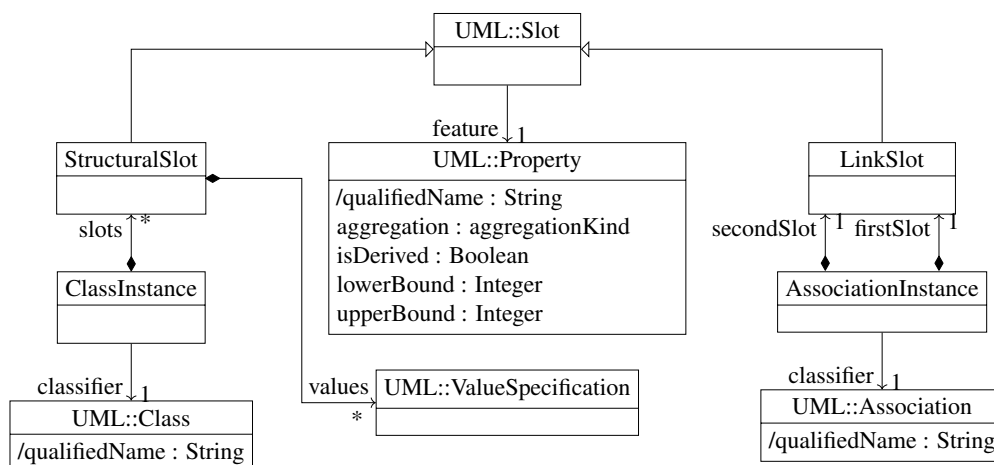 UML::Slot
feature
1
StructuralSlot
UML::Property
/qualifiedName : String
aggregation : aggregationKind
isDerived : Boolean
lowerBound : Integer
upperBound : Integer
LinkSlot
slots
*
secondSlot
1
firstSlot
1
ClassInstance
AssociationInstance
classifier
1
values
*
UML::ValueSpecification
classifier
1
UML::Class
/qualifiedName : String
UML::Association
/qualifiedName : String